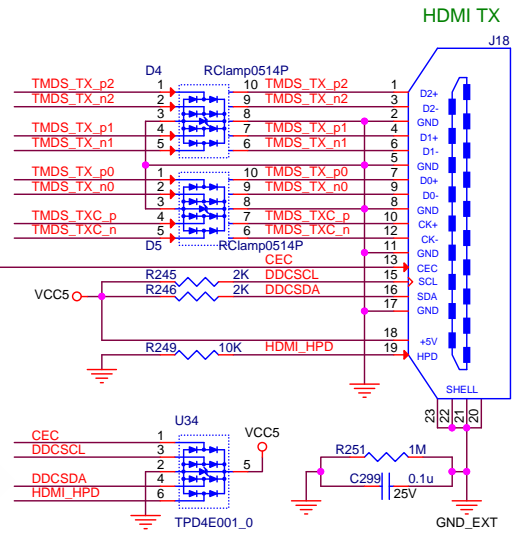 HDMI TX
J18
D4 RClamp0514P
TMDS_TX_p2 1 10 TMDS_TX_p2 1 D2+
TMDS_TX_n2 2 9 TMDS_TX_n2 3 D2-
3 8 2 GND
TMDS_TX_p1 4 7 TMDS_TX_p1 4 D1+
TMDS_TX_n1 5 6 TMDS_TX_n1 6 D1-
5 GND
TMDS_TX_p0 1 10 TMDS_TX_p0 7 D0+
TMDS_TX_n0 2 9 TMDS_TX_n0 9 D0-
3 8 8 GND
TMDS_TXC_p 4 7 TMDS_TXC_p 10 CK+
TMDS_TXC_n 5 6 TMDS_TXC_n 12 CK-
D5 RClamp0514P 11 GND
CEC 13 CEC
R245 2K DDCSCL 15 SCL
VCC5 R246 2K DDCSDA 16 SDA
17 GND
18 +5V
R249 10K HDMI_HPD 19 HPD
SHELL
23 22 21 20
U34
VCC5
CEC 1
DDCSCL 3
2 5
DDCSDA 4
HDMI_HPD 6
TPD4E001_0
R251 1M
C299 0.1u
25V
GND_EXT